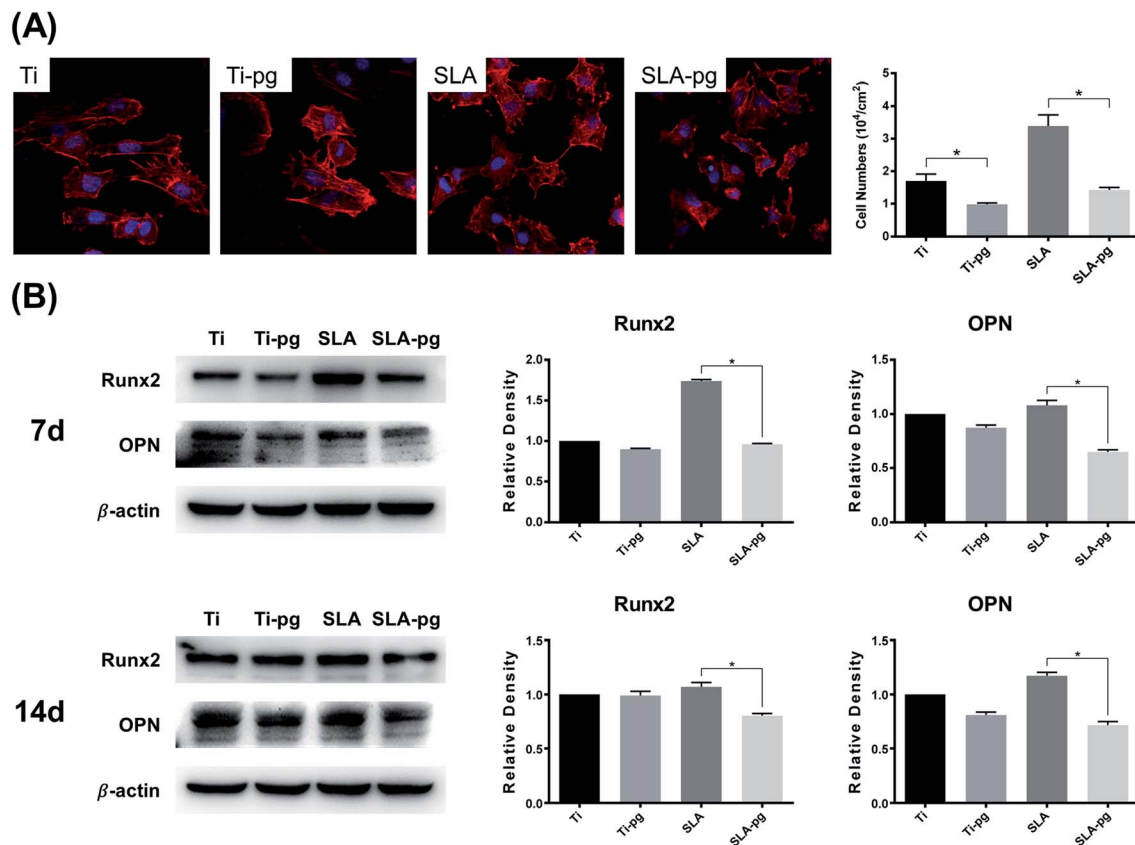 (A)
Ti
Ti-pg
SLA
SLA-pg
Cell Numbers (10⁴/cm²)
5
4
3
2
1
0
*
*
Ti
Ti-pg
SLA
SLA-pg
(B)
7d
Ti Ti-pg SLA SLA-pg
Runx2
OPN
β-actin
Runx2
Relative Density
2.0
1.5
1.0
0.5
0.0
*
Ti
Ti-pg
SLA
SLA-pg
OPN
Relative Density
1.5
1.0
0.5
0.0
*
Ti
Ti-pg
SLA
SLA-pg
14d
Ti Ti-pg SLA SLA-pg
Runx2
OPN
β-actin
Runx2
Relative Density
1.5
1.0
0.5
0.0
*
Ti
Ti-pg
SLA
SLA-pg
OPN
Relative Density
1.5
1.0
0.5
0.0
*
Ti
Ti-pg
SLA
SLA-pg